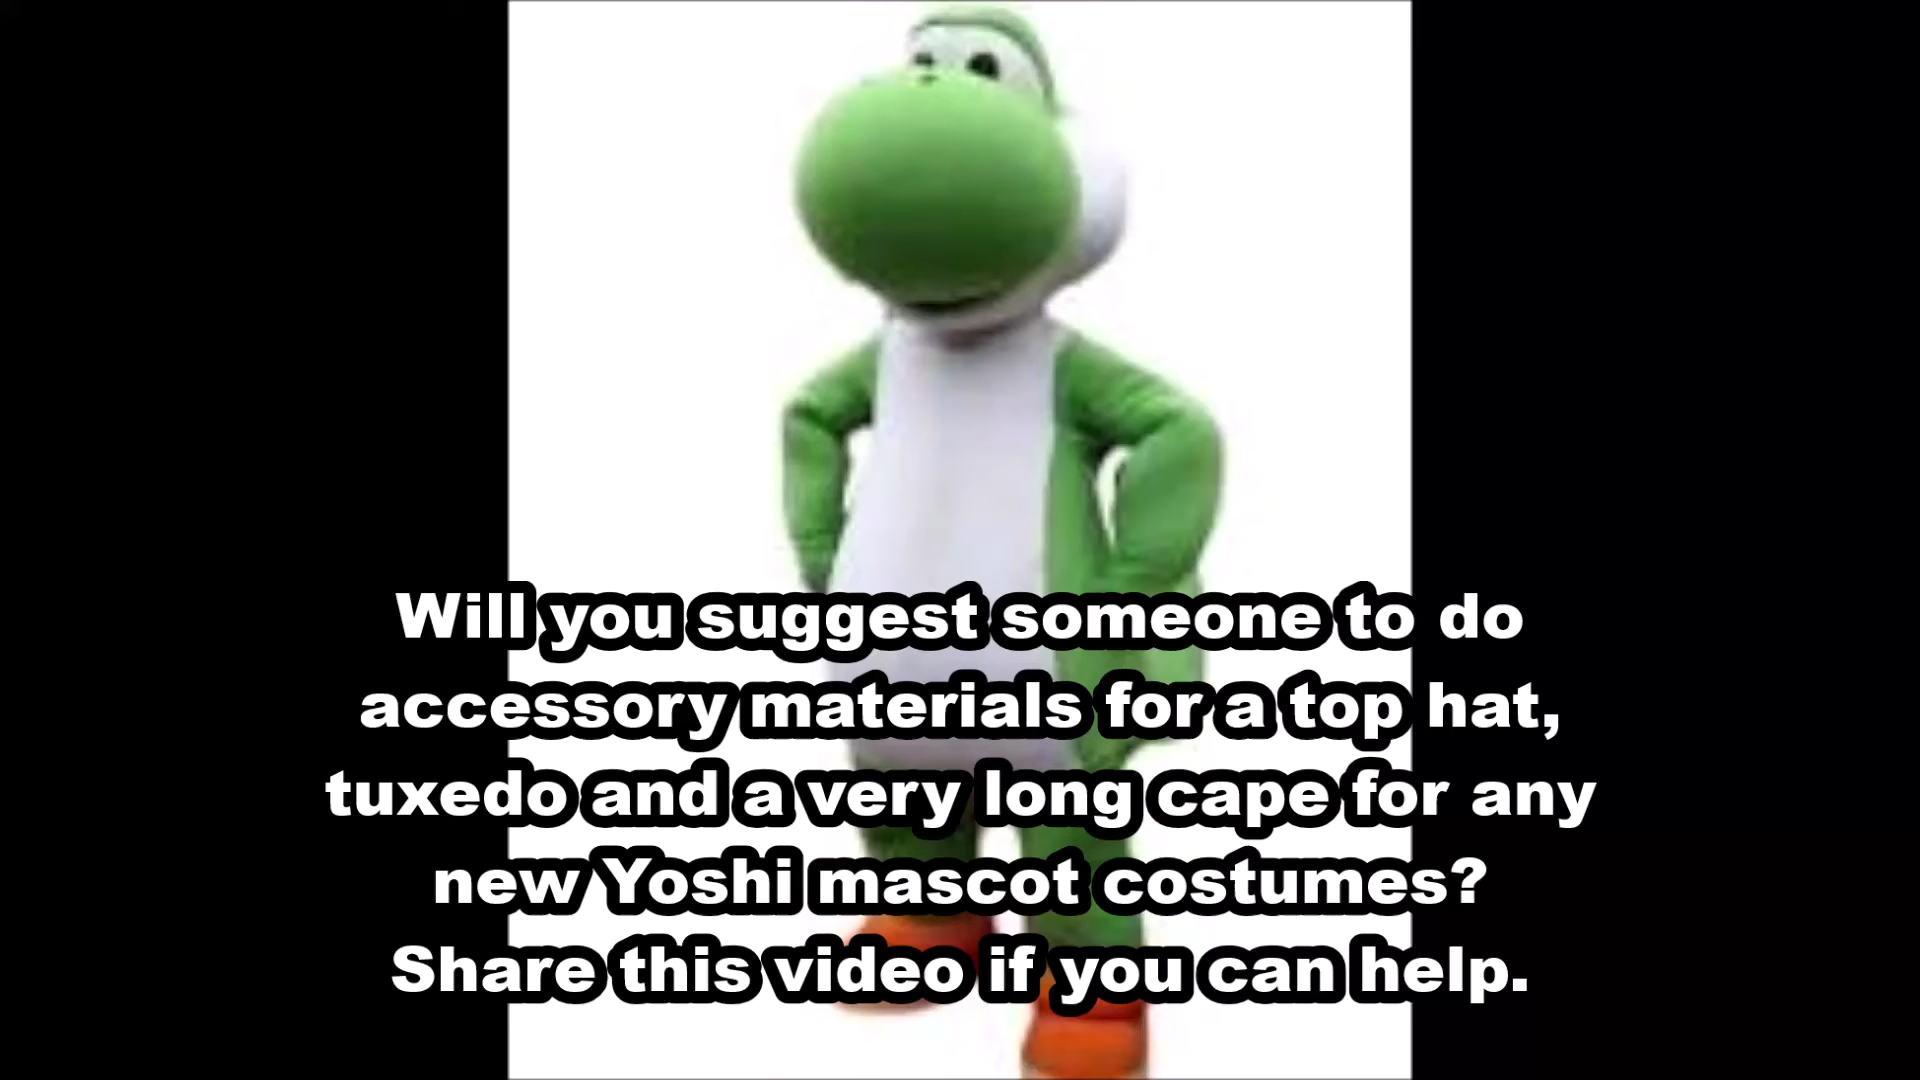 Will you suggest someone to do
accessory materials for a top hat,
tuxedo and a very long cape for any
new Yoshi mascot costumes?
Share this video if you can help.